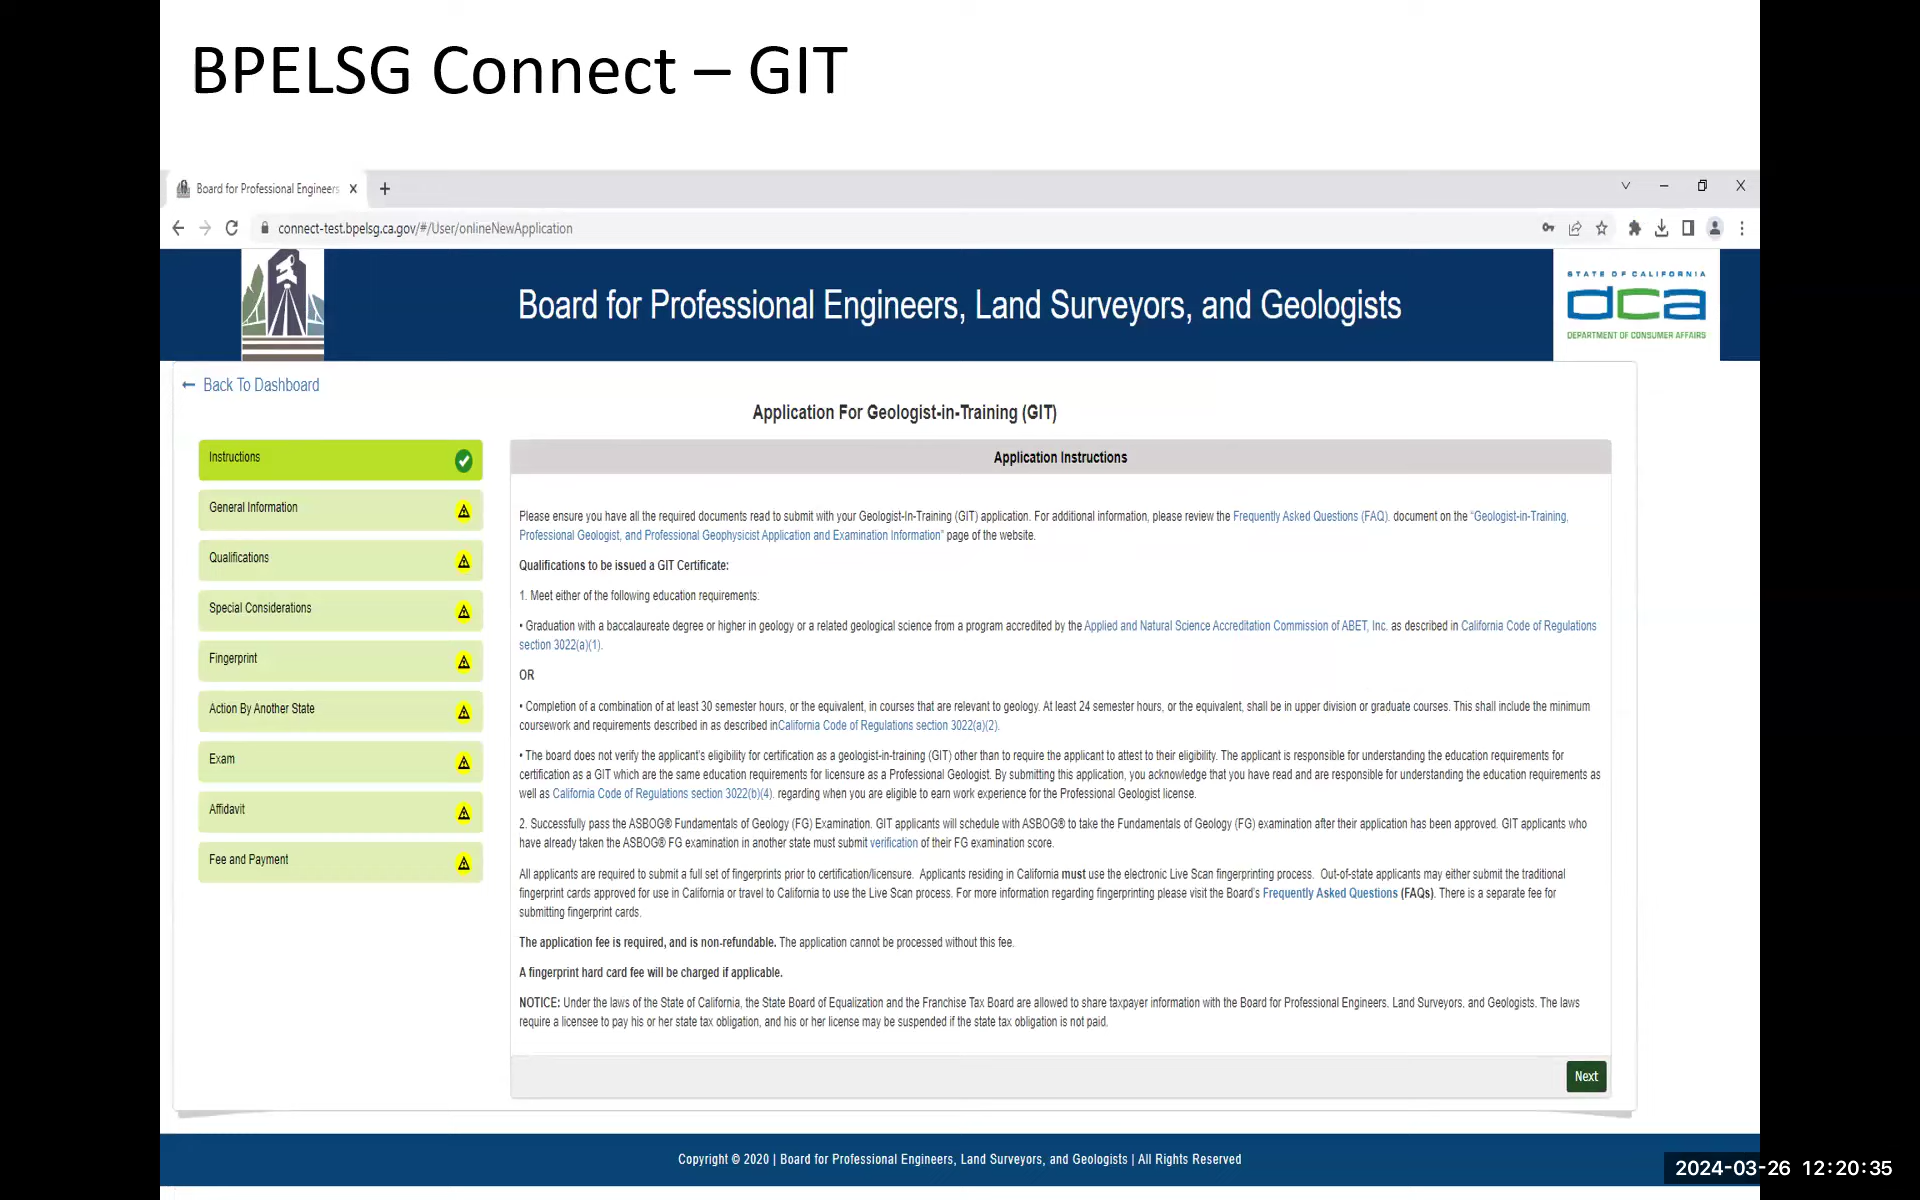 BPELSG Connect – GIT
Board for Professional Engineers
connect-test.bpelsg.ca.gov/#/User/onlineNewApplication
Board for Professional Engineers, Land Surveyors, and Geologists
STATE OF CALIFORNIA
dca
DEPARTMENT OF CONSUMER AFFAIRS
Back To Dashboard
Application For Geologist-in-Training (GIT)
Instructions
General Information
Qualifications
Special Considerations
Fingerprint
Action By Another State
Exam
Affidavit
Fee and Payment
Application Instructions
Please ensure you have all the required documents read to submit with your Geologist-In-Training (GIT) application. For additional information, please review the Frequently Asked Questions (FAQ). document on the "Geologist-in-Training,
Professional Geologist, and Professional Geophysicist Application and Examination Information" page of the website.
Qualifications to be issued a GIT Certificate:
1. Meet either of the following education requirements:
• Graduation with a baccalaureate degree or higher in geology or a related geological science from a program accredited by the Applied and Natural Science Accreditation Commission of ABET, Inc. as described in California Code of Regulations
section 3022(a)(1).
OR
• Completion of a combination of at least 30 semester hours, or the equivalent, in courses that are relevant to geology. At least 24 semester hours, or the equivalent, shall be in upper division or graduate courses. This shall include the minimum
coursework and requirements described in as described inCalifornia Code of Regulations section 3022(a)(2).
• The board does not verify the applicant's eligibility for certification as a geologist-in-training (GIT) other than to require the applicant to attest to their eligibility. The applicant is responsible for understanding the education requirements for
certification as a GIT which are the same education requirements for licensure as a Professional Geologist. By submitting this application, you acknowledge that you have read and are responsible for understanding the education requirements as
well as California Code of Regulations section 3022(b)(4). regarding when you are eligible to earn work experience for the Professional Geologist license.
2. Successfully pass the ASBOG® Fundamentals of Geology (FG) Examination. GIT applicants will schedule with ASBOG® to take the Fundamentals of Geology (FG) examination after their application has been approved. GIT applicants who
have already taken the ASBOG® FG examination in another state must submit verification of their FG examination score.
All applicants are required to submit a full set of fingerprints prior to certification/licensure. Applicants residing in California must use the electronic Live Scan fingerprinting process. Out-of-state applicants may either submit the traditional
fingerprint cards approved for use in California or travel to California to use the Live Scan process. For more information regarding fingerprinting please visit the Board's Frequently Asked Questions (FAQs). There is a separate fee for
submitting fingerprint cards.
The application fee is required, and is non-refundable. The application cannot be processed without this fee.
A fingerprint hard card fee will be charged if applicable.
NOTICE: Under the laws of the State of California, the State Board of Equalization and the Franchise Tax Board are allowed to share taxpayer information with the Board for Professional Engineers, Land Surveyors, and Geologists. The laws
require a licensee to pay his or her state tax obligation, and his or her license may be suspended if the state tax obligation is not paid.
Next
Copyright © 2020 | Board for Professional Engineers, Land Surveyors, and Geologists | All Rights Reserved
2024-03-26 12:20:35